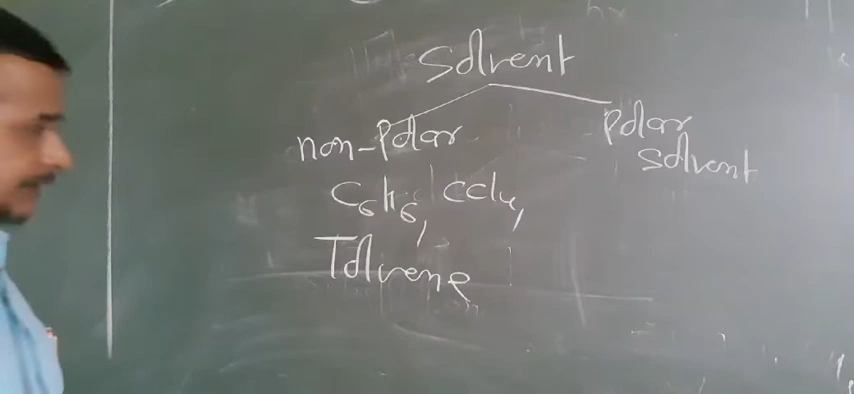 Solvent
non-polar
Polar
solvent
C6H6, CCl4,
Toluene